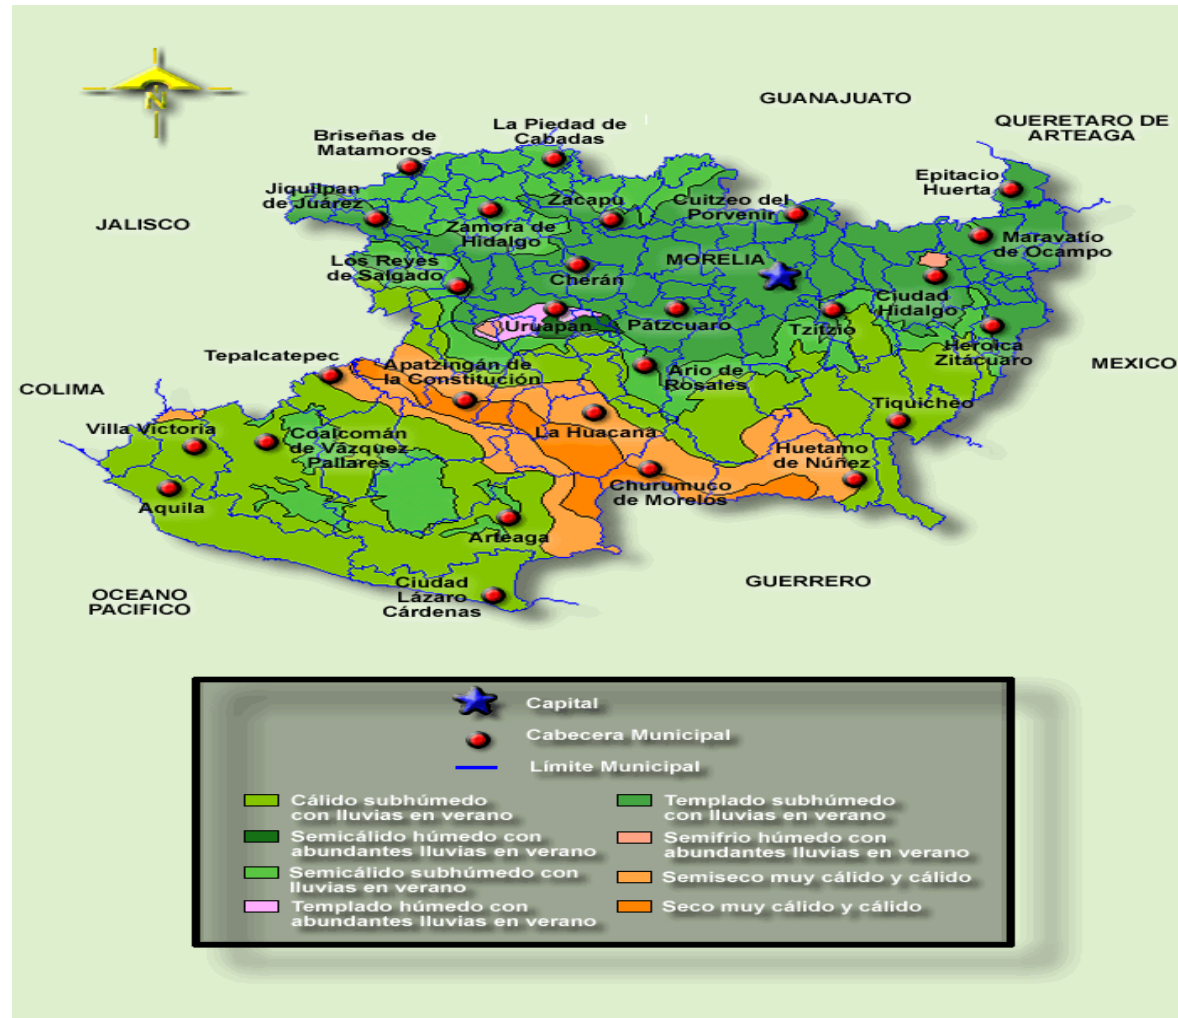 GUANAJUATO
QUERETARO DE
ARTEAGA
La Piedad de
Cabadas
Briseñas de
Matamoros
Epitacio
Huerta
Jiquilpan
de Juárez
Zacapu
Cuitzeo del
Porvenir
JALISCO
Zamora de
Hidalgo
Maravatío
de Ocampo
Los Reyes
de Salgado
MORELIA
Cherán
Ciudad
Hidalgo
Uruapan
Pátzcuaro
Tzitzio
Heroica
Zitácuaro
Tepalcatepec
Apatzingán de
la Constitución
Ario de
Rosales
MEXICO
COLIMA
Tiquicheo
Villa Victoria
Coalcomán
de Vázquez
Pallares
La Huacana
Huetamo
de Núñez
Churumuco
de Morelos
Aquila
Arteaga
OCEANO
PACIFICO
Ciudad
Lázaro
Cárdenas
GUERRERO
N
Capital
Cabecera Municipal
Límite Municipal
Cálido subhúmedo
con lluvias en verano
Semicálido húmedo con
abundantes lluvias en verano
Semicálido subhúmedo con
lluvias en verano
Templado húmedo con
abundantes lluvias en verano
Templado subhúmedo
con lluvias en verano
Semifrio húmedo con
abundantes lluvias en verano
Semiseco muy cálido y cálido
Seco muy cálido y cálido